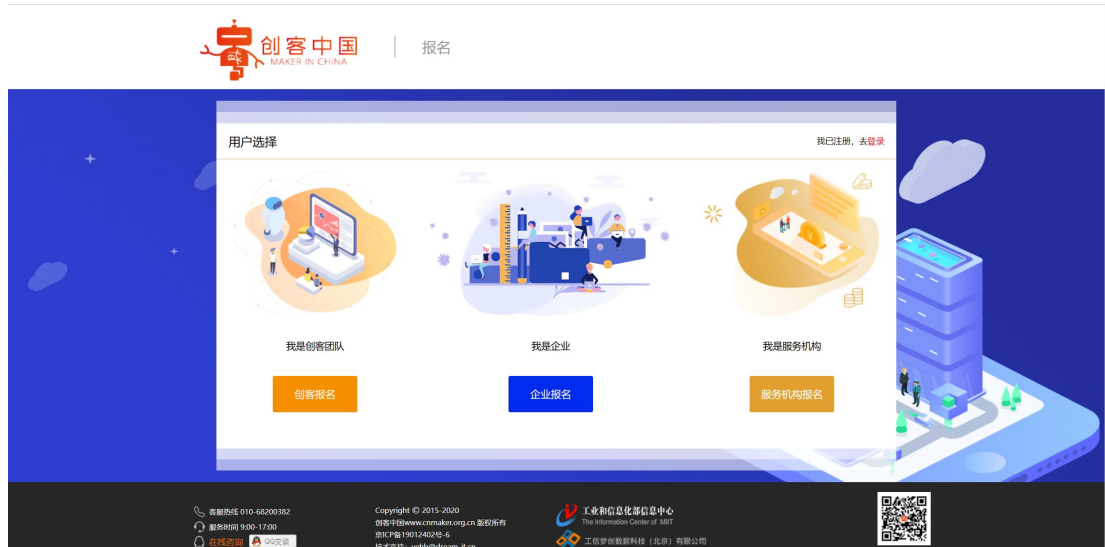 创客中国
MAKER IN CHINA
报名
用户选择
我已注册，去登录
我是创客团队
我是企业
我是服务机构
创客报名
企业报名
服务机构报名
客服热线 010-68200382
服务时间 9:00-17:00
在线咨询 QQ交谈
Copyright © 2015-2020
创客中国www.cnmaker.org.cn 版权所有
京ICP备19012402号-6
工业和信息化部信息中心
The Information Center of MIIT
工信梦创数据科技（北京）有限公司